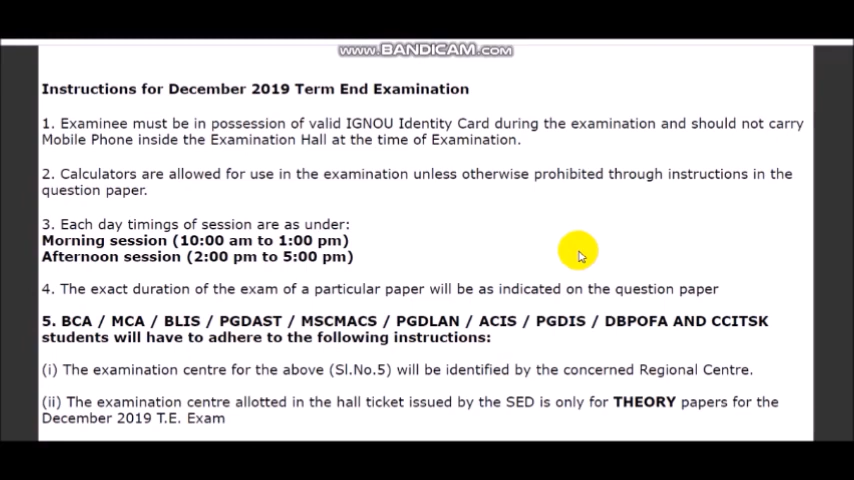 www.BANDICAM.com
Instructions for December 2019 Term End Examination
1. Examinee must be in possession of valid IGNOU Identity Card during the examination and should not carry
Mobile Phone inside the Examination Hall at the time of Examination.
2. Calculators are allowed for use in the examination unless otherwise prohibited through instructions in the
question paper.
3. Each day timings of session are as under:
Morning session (10:00 am to 1:00 pm)
Afternoon session (2:00 pm to 5:00 pm)
4. The exact duration of the exam of a particular paper will be as indicated on the question paper
5. BCA / MCA / BLIS / PGDAST / MSCMACS / PGDLAN / ACIS / PGDIS / DBPOFA AND CCITSK
students will have to adhere to the following instructions:
(i) The examination centre for the above (Sl.No.5) will be identified by the concerned Regional Centre.
(ii) The examination centre allotted in the hall ticket issued by the SED is only for THEORY papers for the
December 2019 T.E. Exam